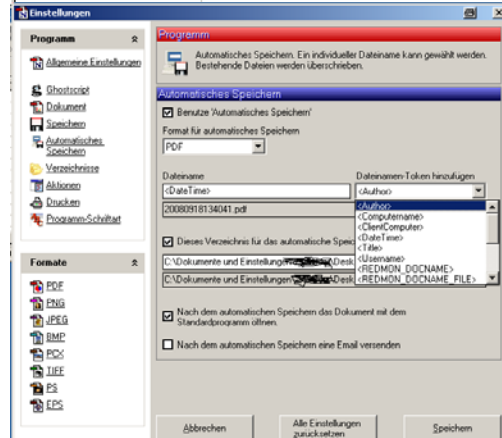 Einstellungen
Programm
Allgemeine Einstellungen
Ghostscript
Dokument
Speichern
Automatisches
Speichern
Verzeichnisse
Aktionen
Drucken
Programm-Schriftart
Formate
PDF
PNG
JPEG
BMP
PCX
TIFF
PS
EPS
Programm
Automatisches Speichern. Ein individueller Dateiname kann gewählt werden.
Bestehende Dateien werden überschrieben.
Automatisches Speichern
Benutze 'Automatisches Speichern'
Format für automatisches Speichern
PDF
Dateiname
Dateinamen-Token hinzufügen
<DateTime>
<Author>
20080918134041.pdf
<Author>
<Computername>
<ClientComputer>
<DateTime>
<Title>
<Username>
<REDMON_DOCNAME>
<REDMON_DOCNAME_FILE>
Dieses Verzeichnis für das automatische Speic
C:\Dokumente und Einstellungen\ \Desk
C:\Dokumente und Einstellungen\ \Desk
Nach dem automatischen Speichern das Dokument mit dem
Standardprogramm öffnen.
Nach dem automatischen Speichern eine Email versenden
Abbrechen
Alle Einstellungen
zurücksetzen
Speichern